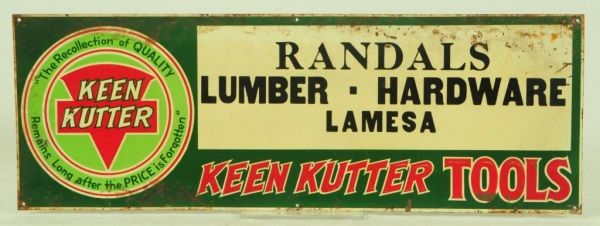 "The Recollection of QUALITY
Remains Long after the PRICE is Forgotten"
KEEN
KUTTER
RANDALS
LUMBER · HARDWARE
LAMESA
KEEN KUTTER TOOLS